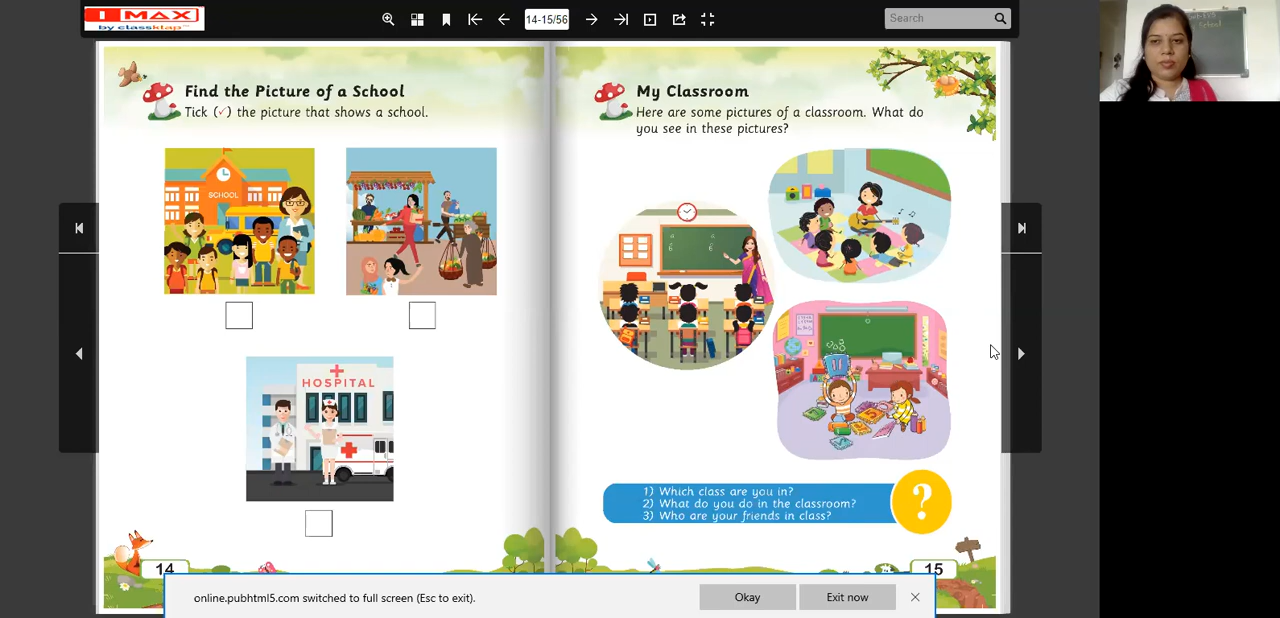 I MAX
by classklap™
14-15/56
Search
Find the Picture of a School
Tick (✓) the picture that shows a school.
SCHOOL
HOSPITAL
14
My Classroom
Here are some pictures of a classroom. What do
you see in these pictures?
1) Which class are you in?
2) What do you do in the classroom?
3) Who are your friends in class?
?
15
online.pubhtml5.com switched to full screen (Esc to exit).
Okay
Exit now